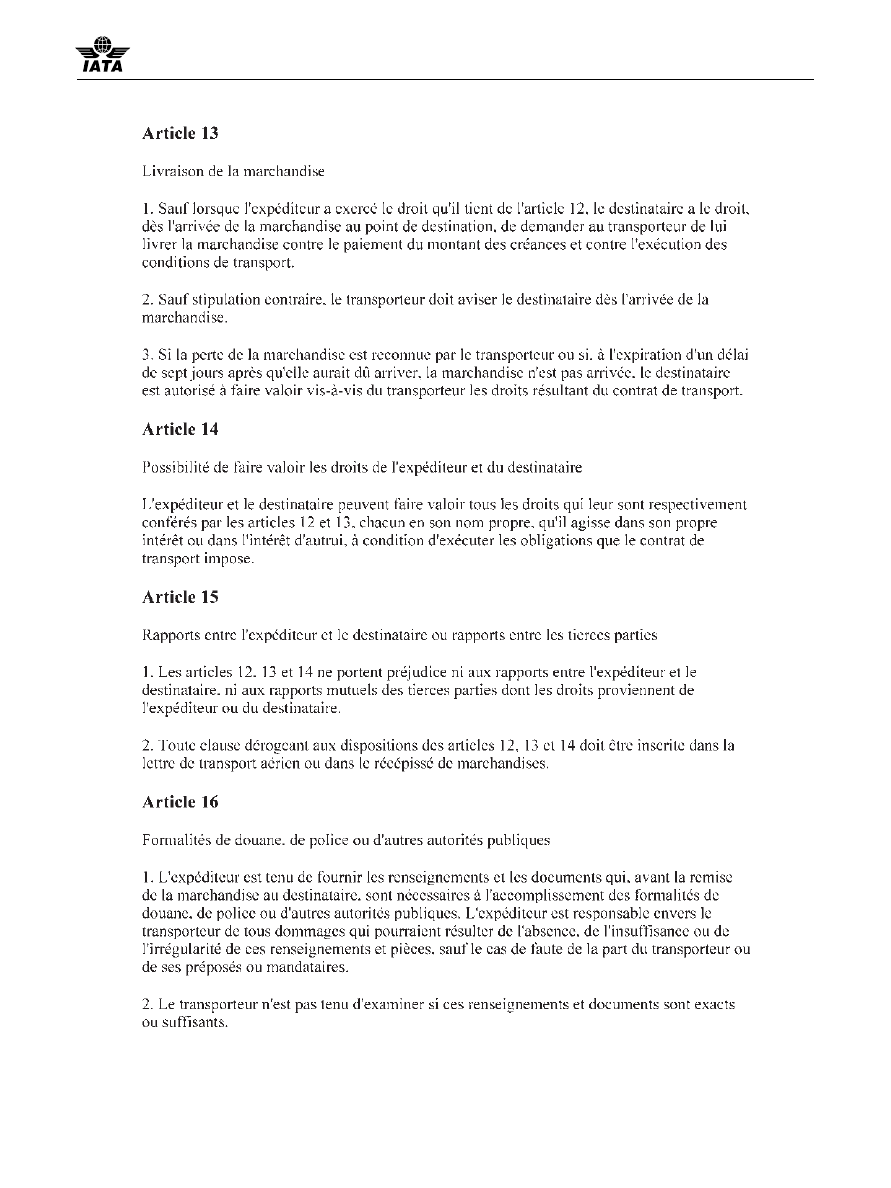 IATA
Article 13
Livraison de la marchandise
1. Sauf lorsque l'expéditeur a exercé le droit qu'il tient de l'article 12, le destinataire a le droit,
dès l'arrivée de la marchandise au point de destination, de demander au transporteur de lui
livrer la marchandise contre le paiement du montant des créances et contre l'exécution des
conditions de transport.
2. Sauf stipulation contraire, le transporteur doit aviser le destinataire dès l'arrivée de la
marchandise.
3. Si la perte de la marchandise est reconnue par le transporteur ou si, à l'expiration d'un délai
de sept jours après qu'elle aurait dû arriver, la marchandise n'est pas arrivée, le destinataire
est autorisé à faire valoir vis-à-vis du transporteur les droits résultant du contrat de transport.
Article 14
Possibilité de faire valoir les droits de l'expéditeur et du destinataire
L'expéditeur et le destinataire peuvent faire valoir tous les droits qui leur sont respectivement
conférés par les articles 12 et 13, chacun en son nom propre, qu'il agisse dans son propre
intérêt ou dans l'intérêt d'autrui, à condition d'exécuter les obligations que le contrat de
transport impose.
Article 15
Rapports entre l'expéditeur et le destinataire ou rapports entre les tierces parties
1. Les articles 12, 13 et 14 ne portent préjudice ni aux rapports entre l'expéditeur et le
destinataire, ni aux rapports mutuels des tierces parties dont les droits proviennent de
l'expéditeur ou du destinataire.
2. Toute clause dérogeant aux dispositions des articles 12, 13 et 14 doit être inscrite dans la
lettre de transport aérien ou dans le récépissé de marchandises.
Article 16
Formalités de douane, de police ou d'autres autorités publiques
1. L'expéditeur est tenu de fournir les renseignements et les documents qui, avant la remise
de la marchandise au destinataire, sont nécessaires à l'accomplissement des formalités de
douane, de police ou d'autres autorités publiques. L'expéditeur est responsable envers le
transporteur de tous dommages qui pourraient résulter de l'absence, de l'insuffisance ou de
l'irrégularité de ces renseignements et pièces, sauf le cas de faute de la part du transporteur ou
de ses préposés ou mandataires.
2. Le transporteur n'est pas tenu d'examiner si ces renseignements et documents sont exacts
ou suffisants.